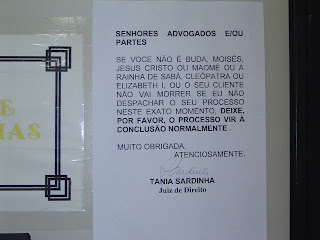 SENHORES ADVOGADOS E/OU
PARTES
SE VOCE NÃO É BUDA, MOISÉS,
JESUS CRISTO OU MAOMÉ OU A
RAINHA DE SABÁ, CLEÓPATRA OU
ELIZABETH I, OU O SEU CLIENTE
NÃO VAI MORRER SE EU NÃO
DESPACHAR O SEU PROCESSO
NESTE EXATO MOMENTO, DEIXE,
POR FAVOR, O PROCESSO VIR À
CONCLUSÃO NORMALMENTE .
MUITO OBRIGADA,
ATENCIOSAMENTE,
TANIA SARDINHA
Juiz de Direito